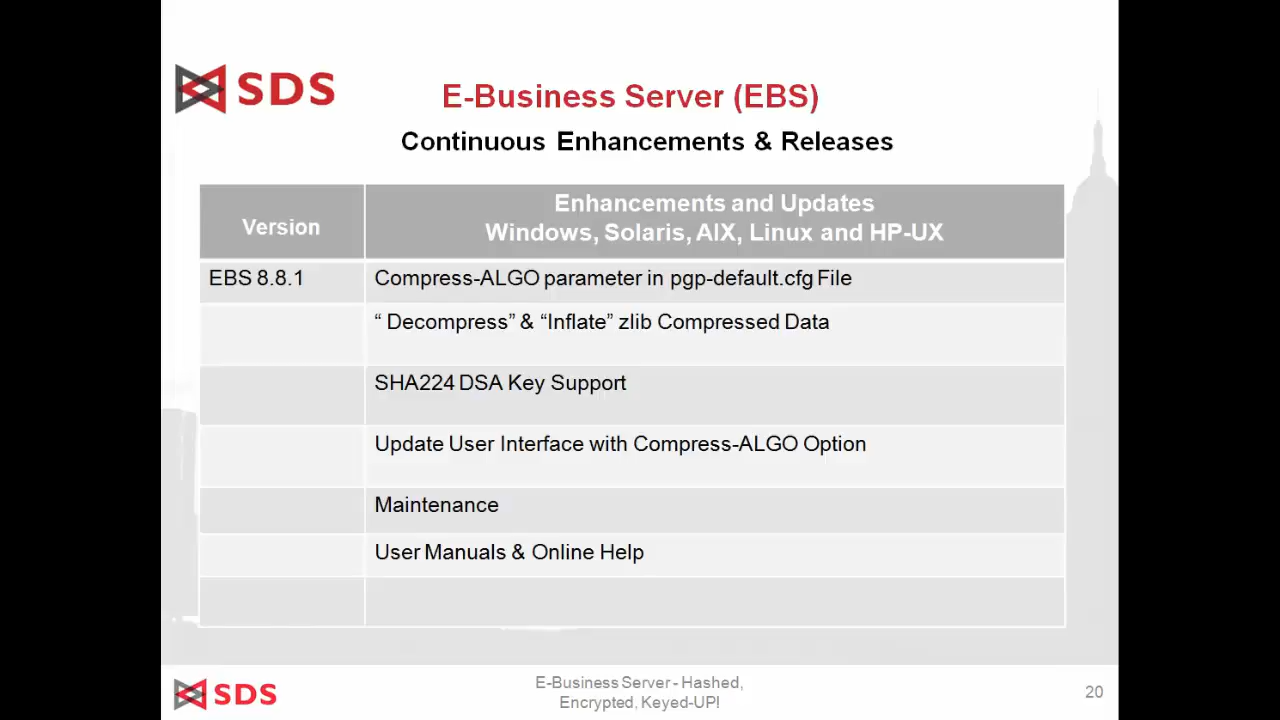 SDS
E-Business Server (EBS)
Continuous Enhancements & Releases
Version
Enhancements and Updates
Windows, Solaris, AIX, Linux and HP-UX
EBS 8.8.1
Compress-ALGO parameter in pgp-default.cfg File
“ Decompress” & “Inflate” zlib Compressed Data
SHA224 DSA Key Support
Update User Interface with Compress-ALGO Option
Maintenance
User Manuals & Online Help
SDS
E-Business Server - Hashed,
Encrypted, Keyed-UP!
20